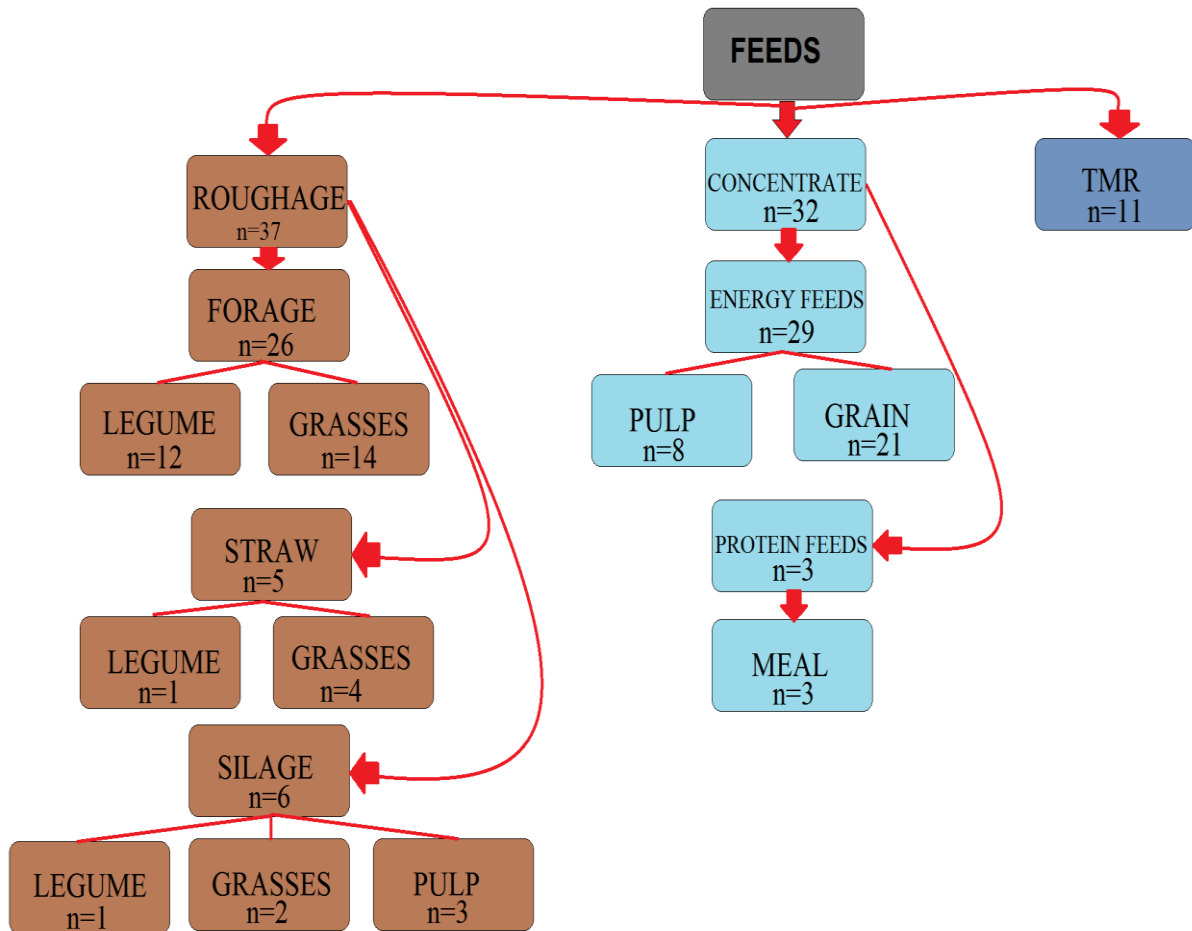 FEEDS
ROUGHAGE
n=37
FORAGE
n=26
LEGUME
n=12
GRASSES
n=14
STRAW
n=5
LEGUME
n=1
GRASSES
n=4
SILAGE
n=6
LEGUME
n=1
GRASSES
n=2
PULP
n=3
CONCENTRATE
n=32
ENERGY FEEDS
n=29
PULP
n=8
GRAIN
n=21
PROTEIN FEEDS
n=3
MEAL
n=3
TMR
n=11